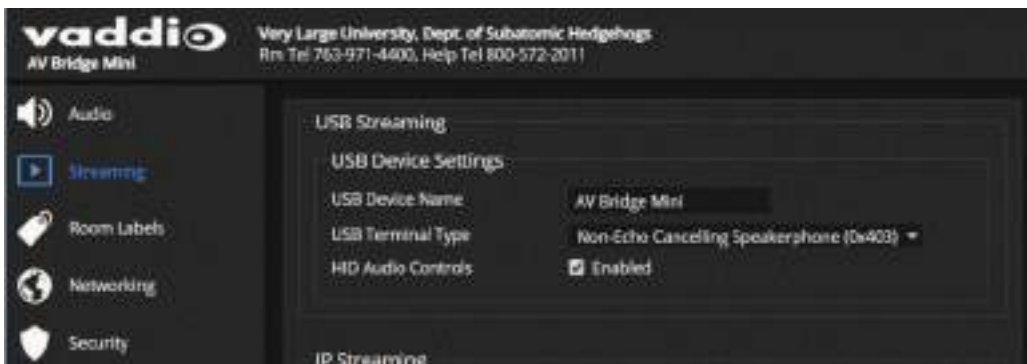 vaddio
AV Bridge Mini
Very Large University, Dept. of Subatomic Hedgehogs
Rm Tel 763-971-4400, Help Tel 800-572-2011
Audio
Streaming
Room Labels
Networking
Security
USB Streaming
USB Device Settings
USB Device Name AV Bridge Mini
USB Terminal Type Non-Echo Cancelling Speakerphone (0x403)
HID Audio Controls Enabled
IP Streaming